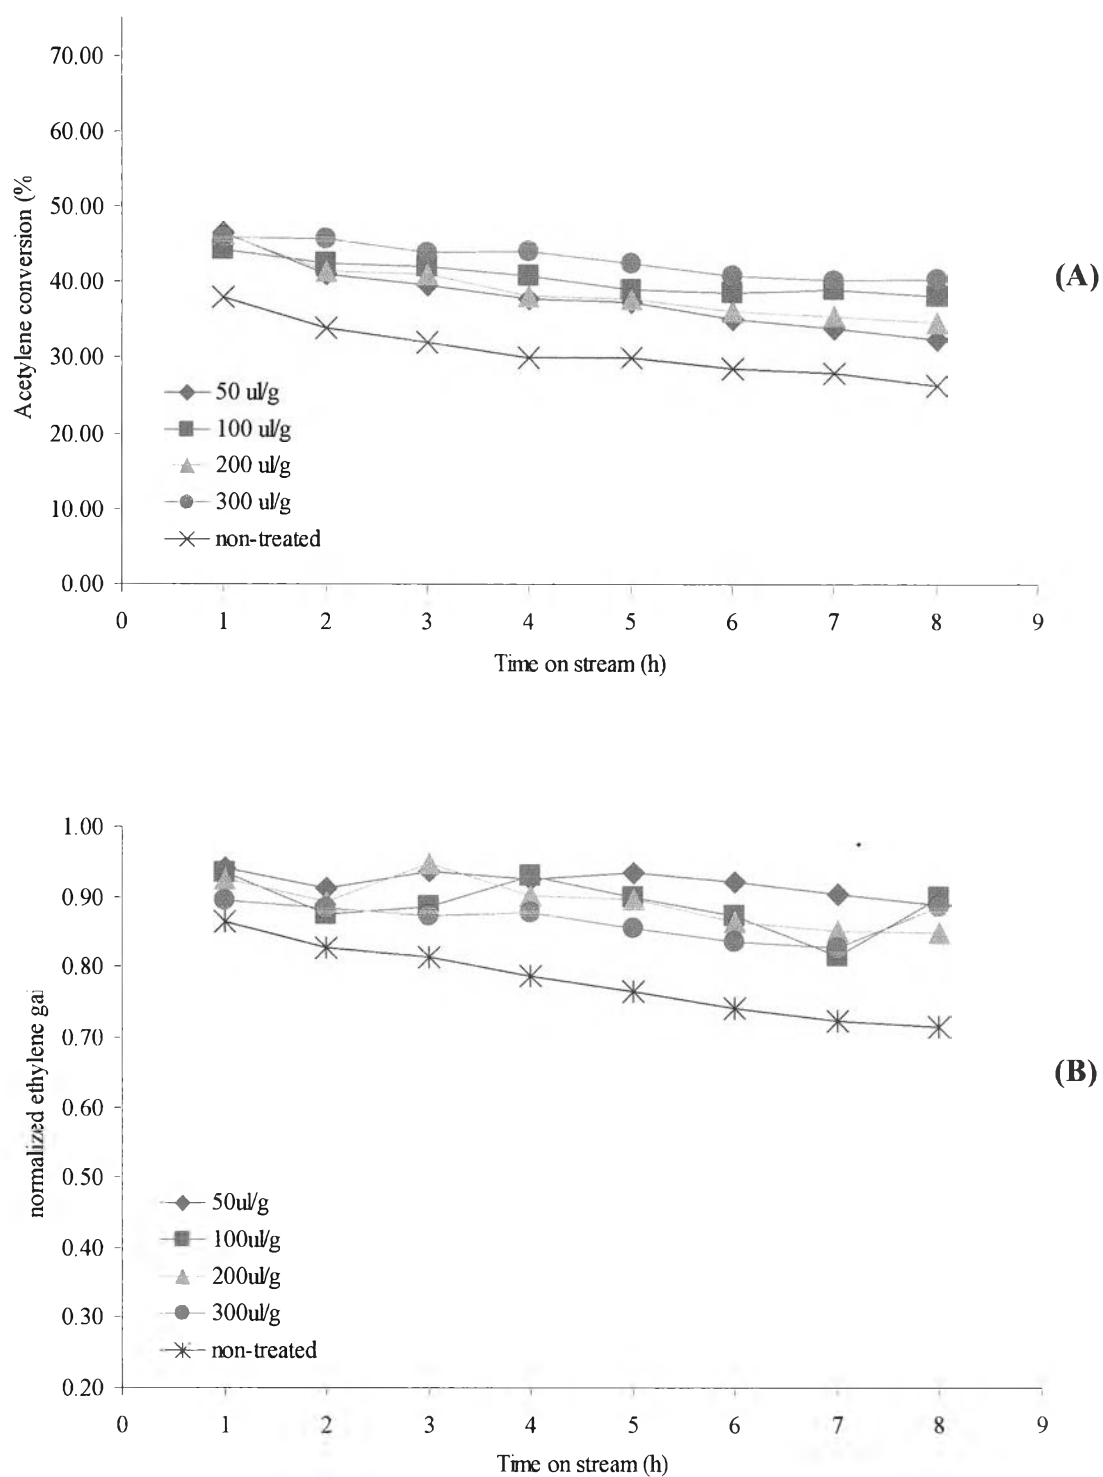 70.00
60.00
50.00
40.00
30.00
20.00
10.00
0.00
Acetylene conversion (%
50 ul/g
100 ul/g
200 ul/g
300 ul/g
non-treated
0 1 2 3 4 5 6 7 8 9
Time on stream (h)
(A)
1.00
0.90
0.80
0.70
0.60
0.50
0.40
0.30
0.20
normalized ethylene gai
50ul/g
100ul/g
200ul/g
300ul/g
non-treated
0 1 2 3 4 5 6 7 8 9
Time on stream (h)
(B)